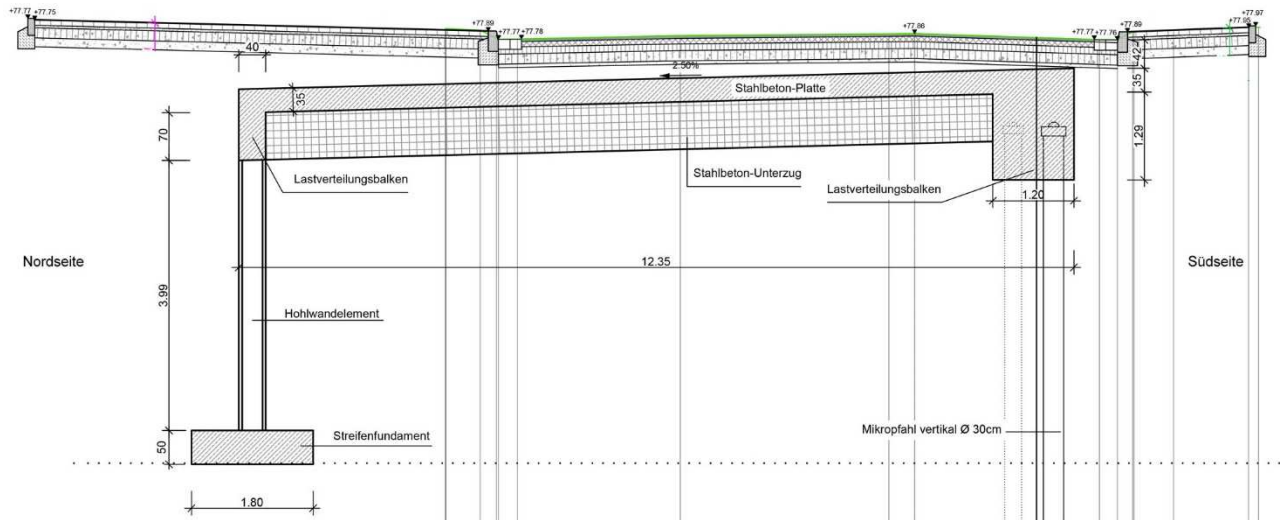 +77.77 +77.75
+77.89
+77.77 +77.78
+77.86
+77.77 +77.76
+77.89
+77.95
+77.97
40
42
2.50%
35
Stahlbeton-Platte
35
70
1.29
Lastverteilungsbalken
Stahlbeton-Unterzug
Lastverteilungsbalken
1.20
Nordseite
12.35
Südseite
3.99
Hohlwandelement
Mikropfahl vertikal Ø 30cm
Streifenfundament
50
1.80